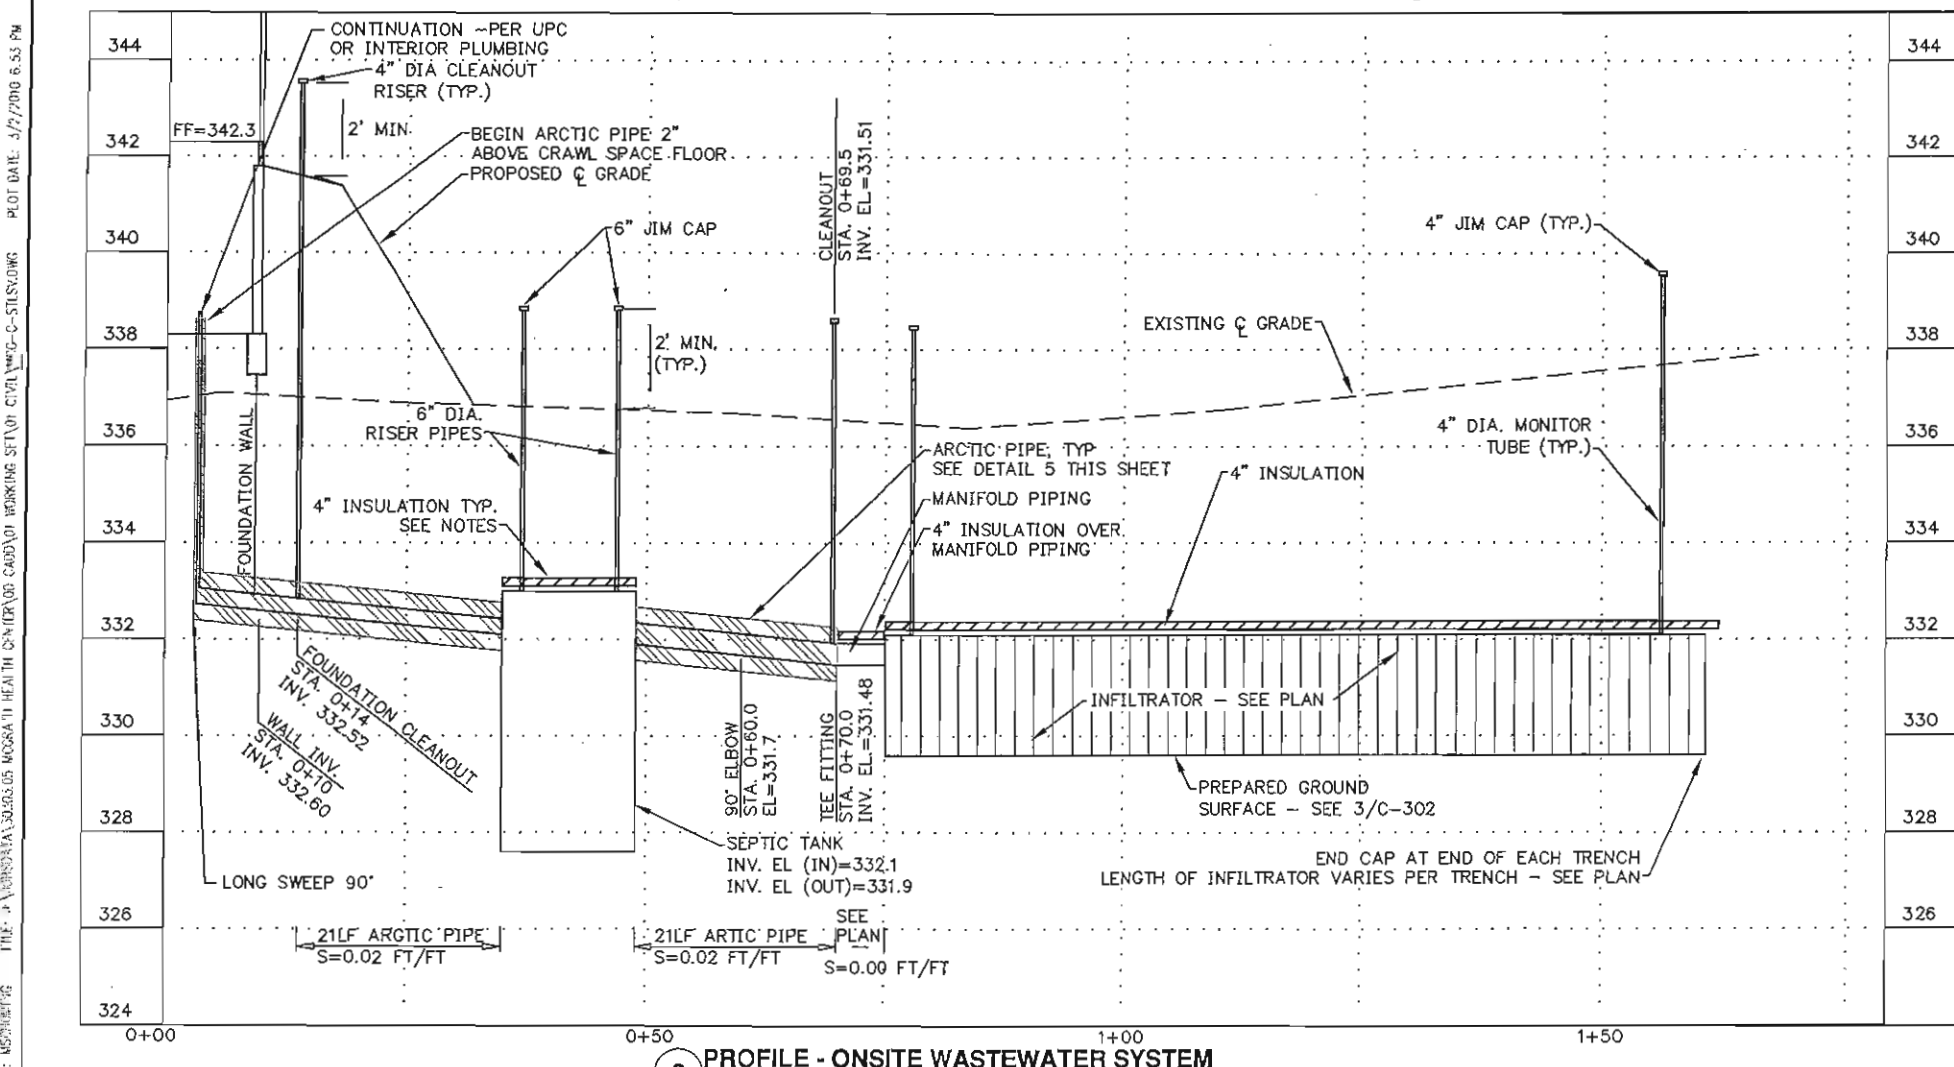 CONTINUATION ~PER UPC
OR INTERIOR PLUMBING
4" DIA CLEANOUT
RISER (TYP.)
FF=342.3
2' MIN.
BEGIN ARCTIC PIPE 2"
ABOVE CRAWL SPACE FLOOR
PROPOSED ℄ GRADE
6" JIM CAP
CLEANOUT
STA. 0+69.5
INV. EL=331.51
4" JIM CAP (TYP.)
EXISTING ℄ GRADE
2' MIN.
(TYP.)
FOUNDATION WALL
6" DIA.
RISER PIPES
4" INSULATION TYP.
SEE NOTES
ARCTIC PIPE, TYP
SEE DETAIL 5 THIS SHEET
MANIFOLD PIPING
4" INSULATION OVER
MANIFOLD PIPING
4" INSULATION
4" DIA. MONITOR
TUBE (TYP.)
FOUNDATION CLEANOUT
STA. 0+14
INV. 332.52
WALL INV.
STA. 0+10
INV. 332.60
90° ELBOW
STA. 0+60.0
EL=331.7
TEE FITTING
STA. 0+70.0
INV. EL=331.48
INFILTRATOR - SEE PLAN
PREPARED GROUND
SURFACE - SEE 3/C-302
SEPTIC TANK
INV. EL (IN)=332.1
INV. EL (OUT)=331.9
LONG SWEEP 90°
END CAP AT END OF EACH TRENCH
LENGTH OF INFILTRATOR VARIES PER TRENCH - SEE PLAN
21LF ARCTIC PIPE
S=0.02 FT/FT
21LF ARTIC PIPE
S=0.02 FT/FT
SEE
PLAN
S=0.00 FT/FT
344
342
340
338
336
334
332
330
328
326
324
344
342
340
338
336
334
332
330
328
326
0+00
0+50
1+00
1+50
PROFILE - ONSITE WASTEWATER SYSTEM
PLOT DATE: 3/2/2010 6:53 PM